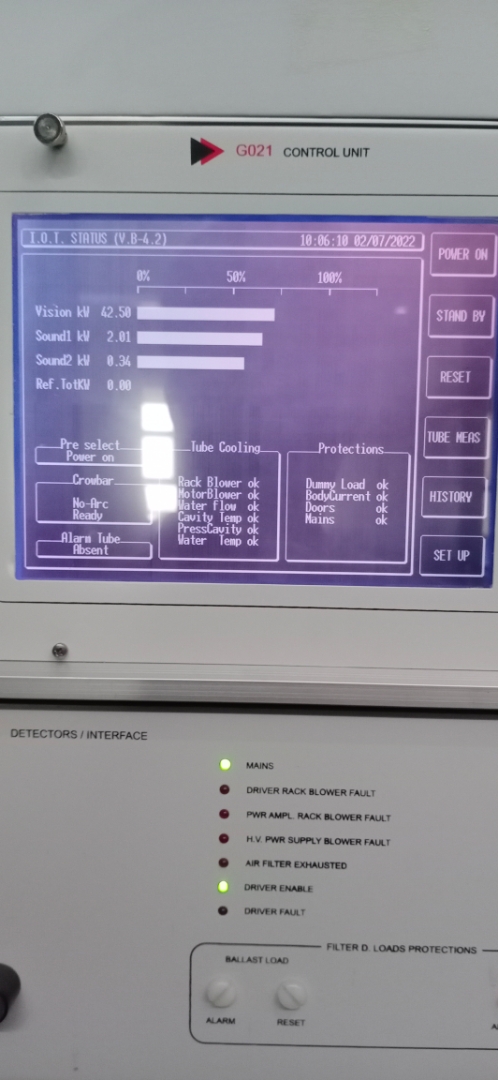 G021 CONTROL UNIT
I.O.T. STATUS (V.B-4.2) 10:06:10 02/07/2022
0% 50% 100%
Vision kW 42.50
Sound1 kW 2.01
Sound2 kW 0.34
Ref.TotKW 0.00
Pre select
Power on
Crowbar
No-Arc
Ready
Alarm Tube
Absent
Tube Cooling
Rack Blower ok
MotorBlower ok
Water Flow ok
Cavity Temp ok
PressCavity ok
Water Temp ok
Protections
Dummy Load ok
BodyCurrent ok
Doors ok
Mains ok
POWER ON
STAND BY
RESET
TUBE MEAS
HISTORY
SET UP
DETECTORS / INTERFACE
MAINS
DRIVER RACK BLOWER FAULT
PWR AMPL. RACK BLOWER FAULT
H.V. PWR SUPPLY BLOWER FAULT
AIR FILTER EXHAUSTED
DRIVER ENABLE
DRIVER FAULT
FILTER D. LOADS PROTECTIONS
BALLAST LOAD
ALARM RESET